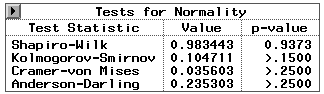 Tests for Normality
Test Statistic Value p-value
Shapiro-Wilk 0.983443 0.9373
Kolmogorov-Smirnov 0.104711 >.1500
Cramer-von Mises 0.035603 >.2500
Anderson-Darling 0.235303 >.2500